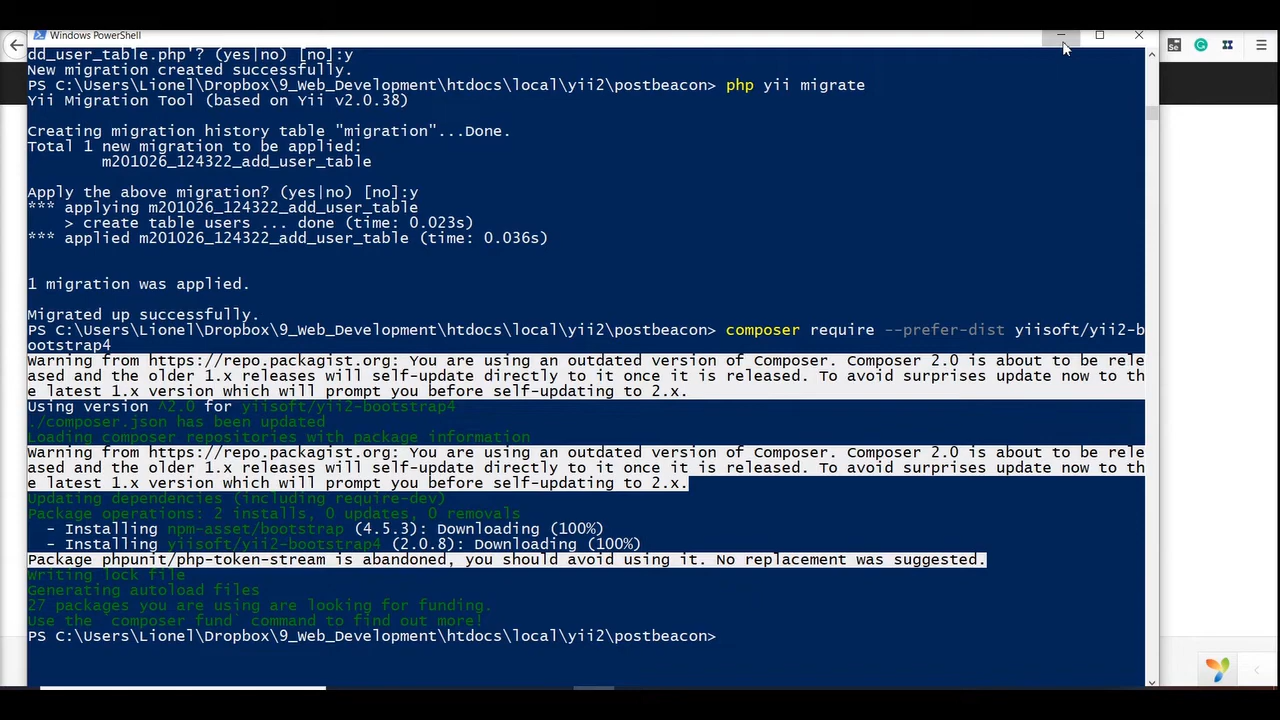 Windows PowerShell
dd_user_table.php'? (yes|no) [no]:y
New migration created successfully.
PS C:\Users\Lionel\Dropbox\9_Web_Development\htdocs\local\yii2\postbeacon> php yii migrate
Yii Migration Tool (based on Yii v2.0.38)
Creating migration history table "migration"...Done.
Total 1 new migration to be applied:
m201026_124322_add_user_table
Apply the above migration? (yes|no) [no]:y
*** applying m201026_124322_add_user_table
> create table users ... done (time: 0.023s)
*** applied m201026_124322_add_user_table (time: 0.036s)
1 migration was applied.
Migrated up successfully.
PS C:\Users\Lionel\Dropbox\9_Web_Development\htdocs\local\yii2\postbeacon> composer require --prefer-dist yiisoft/yii2-b
ootstrap4
Warning from https://repo.packagist.org: You are using an outdated version of Composer. Composer 2.0 is about to be rele
ased and the older 1.x releases will self-update directly to it once it is released. To avoid surprises update now to th
e latest 1.x version which will prompt you before self-updating to 2.x.
Using version ^2.0 for yiisoft/yii2-bootstrap4
./composer.json has been updated
Loading composer repositories with package information
Warning from https://repo.packagist.org: You are using an outdated version of Composer. Composer 2.0 is about to be rele
ased and the older 1.x releases will self-update directly to it once it is released. To avoid surprises update now to th
e latest 1.x version which will prompt you before self-updating to 2.x.
Updating dependencies (including require-dev)
Package operations: 2 installs, 0 updates, 0 removals
- Installing npm-asset/bootstrap (4.5.3): Downloading (100%)
- Installing yiisoft/yii2-bootstrap4 (2.0.8): Downloading (100%)
Package phpunit/php-token-stream is abandoned, you should avoid using it. No replacement was suggested.
Writing lock file
Generating autoload files
27 packages you are using are looking for funding.
Use the `composer fund` command to find out more!
PS C:\Users\Lionel\Dropbox\9_Web_Development\htdocs\local\yii2\postbeacon>
Se